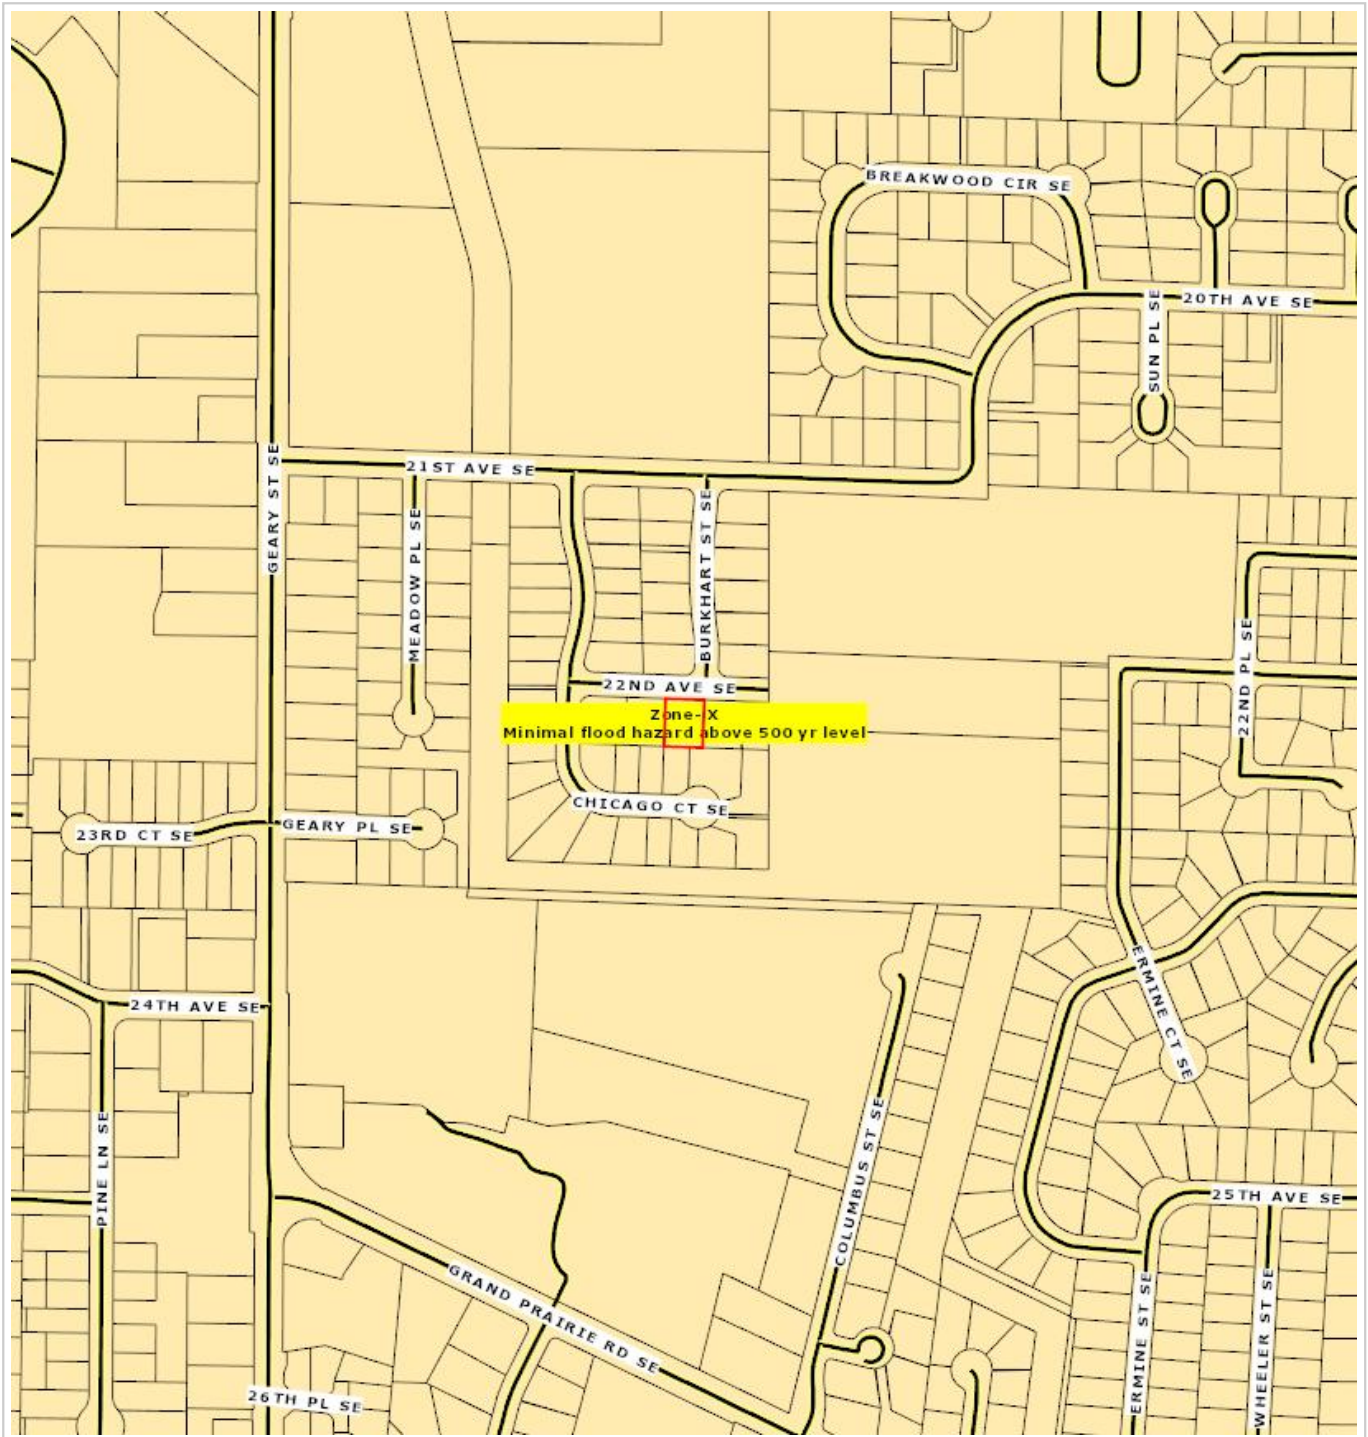 BREAKWOOD CIR SE
20TH AVE SE
SUN PL SE
GEARY ST SE
21ST AVE SE
MEADOW PL SE
BURKHART ST SE
22ND AVE SE
22ND PL SE
Zone-X
Minimal flood hazard above 500 yr level
CHICAGO CT SE
23RD CT SE
GEARY PL SE
24TH AVE SE
ERMINE CT SE
PINE LN SE
COLUMBUS ST SE
25TH AVE SE
GRAND PRAIRIE RD SE
ERMINE ST SE
WHEELER ST SE
26TH PL SE